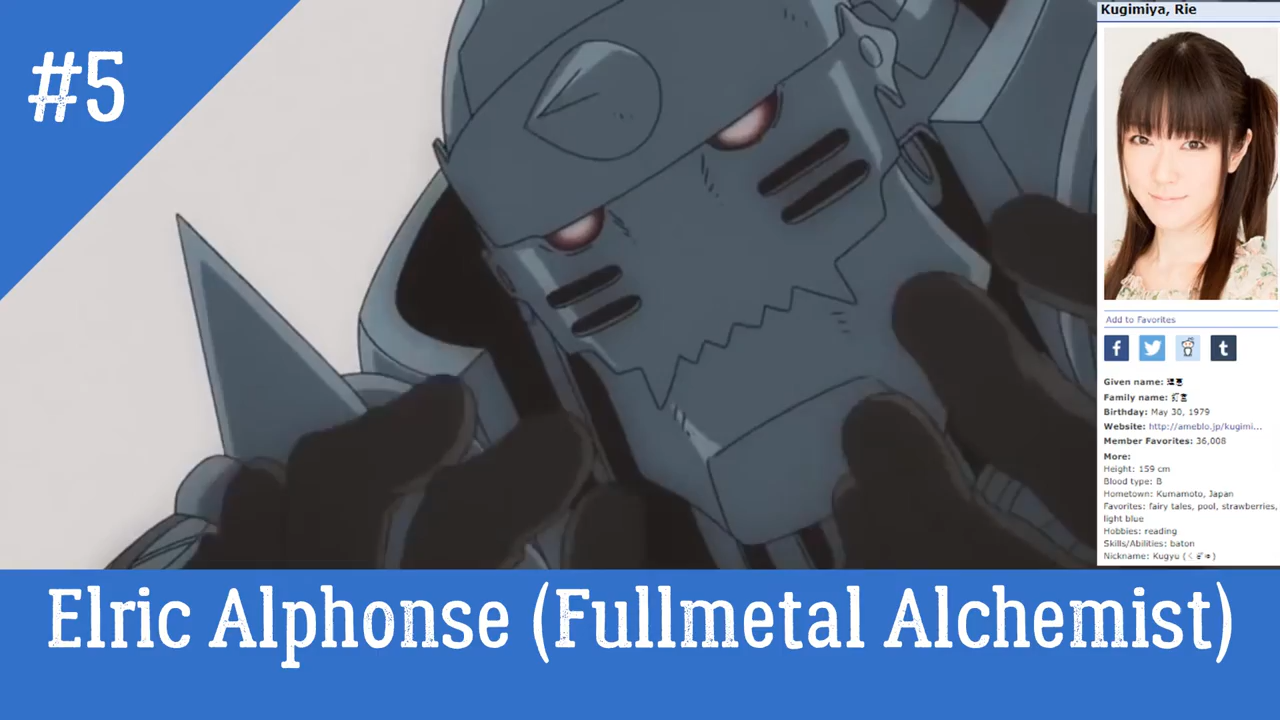 #5
Kugimiya, Rie
Add to Favorites
f
t
Given name:
Family name:
Birthday: May 30, 1979
Website: http://ameblo.jp/kugimi...
Member Favorites: 36,008
More:
Height: 159 cm
Blood type: B
Hometown: Kumamoto, Japan
Favorites: fairy tales, pool, strawberries,
light blue
Hobbies: reading
Skills/Abilities: baton
Nickname: Kugyu
Elric Alphonse (Fullmetal Alchemist)